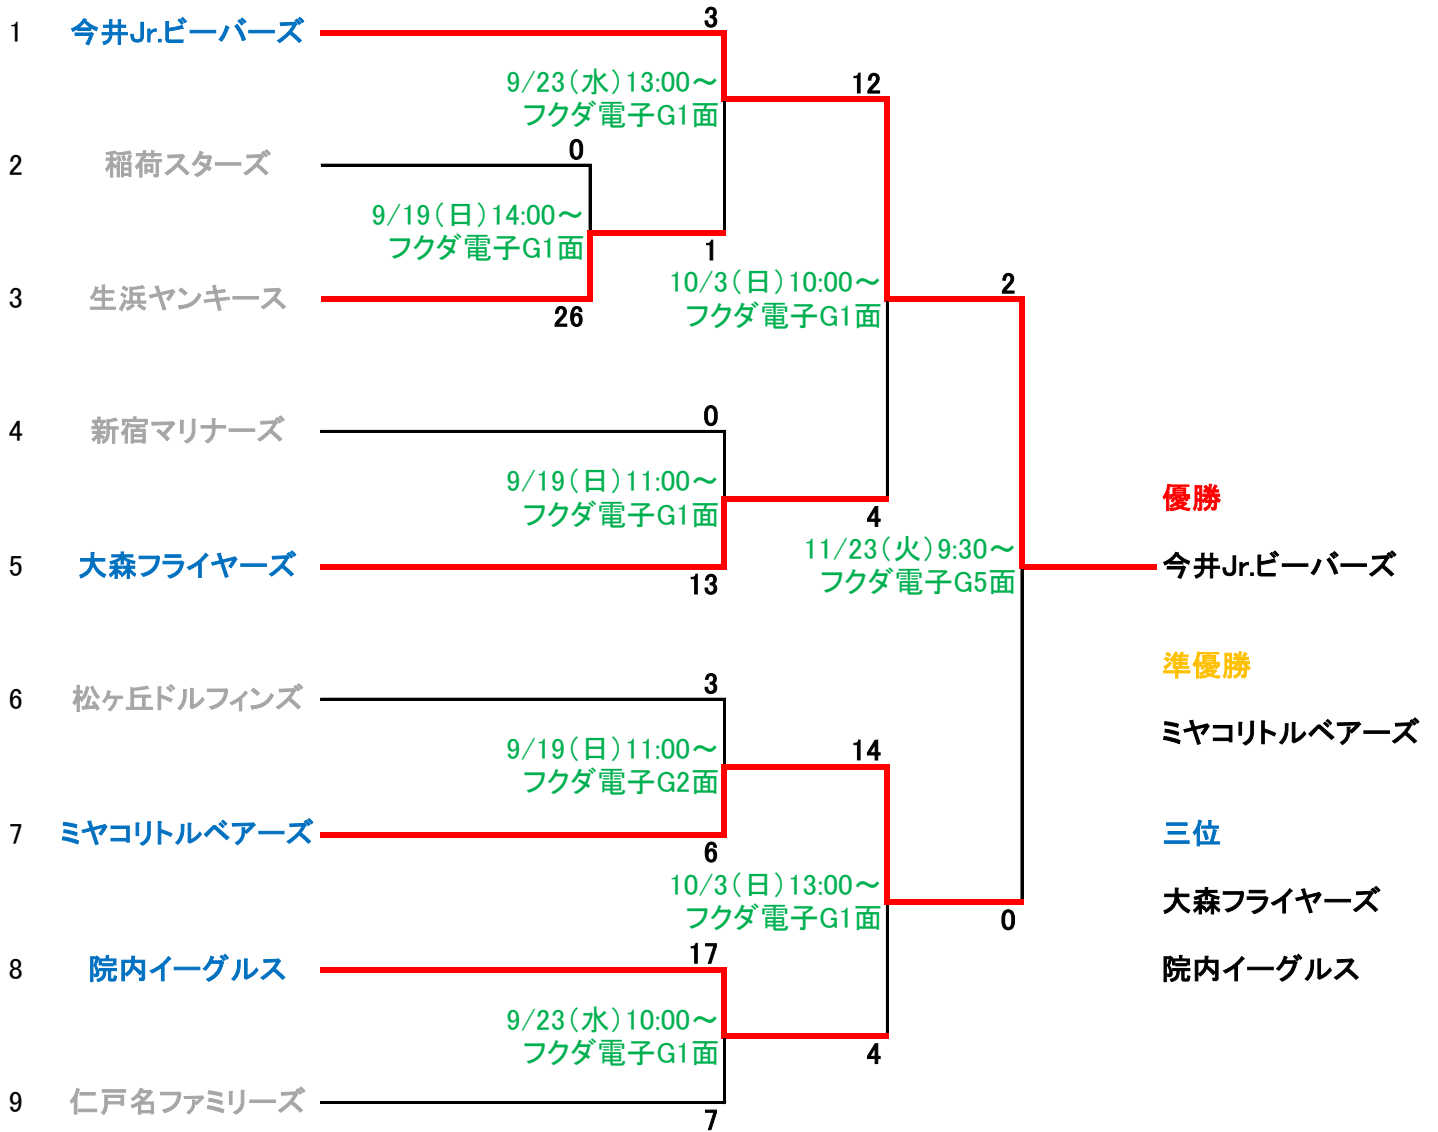 1 今井Jr.ビーバーズ
3
9/23(水)13:00～
フクダ電子G1面
12
2 稲荷スターズ
0
9/19(日)14:00～
フクダ電子G1面
1
3 生浜ヤンキース
26
10/3(日)10:00～
フクダ電子G1面
2
4 新宿マリナーズ
0
9/19(日)11:00～
フクダ電子G1面
4
5 大森フライヤーズ
13
11/23(火)9:30～
フクダ電子G5面
優勝
今井Jr.ビーバーズ
6 松ヶ丘ドルフィンズ
3
9/19(日)11:00～
フクダ電子G2面
14
準優勝
ミヤコリトルベアーズ
7 ミヤコリトルベアーズ
6
10/3(日)13:00～
フクダ電子G1面
0
三位
大森フライヤーズ
院内イーグルス
8 院内イーグルス
17
9/23(水)10:00～
フクダ電子G1面
4
9 仁戸名ファミリーズ
7